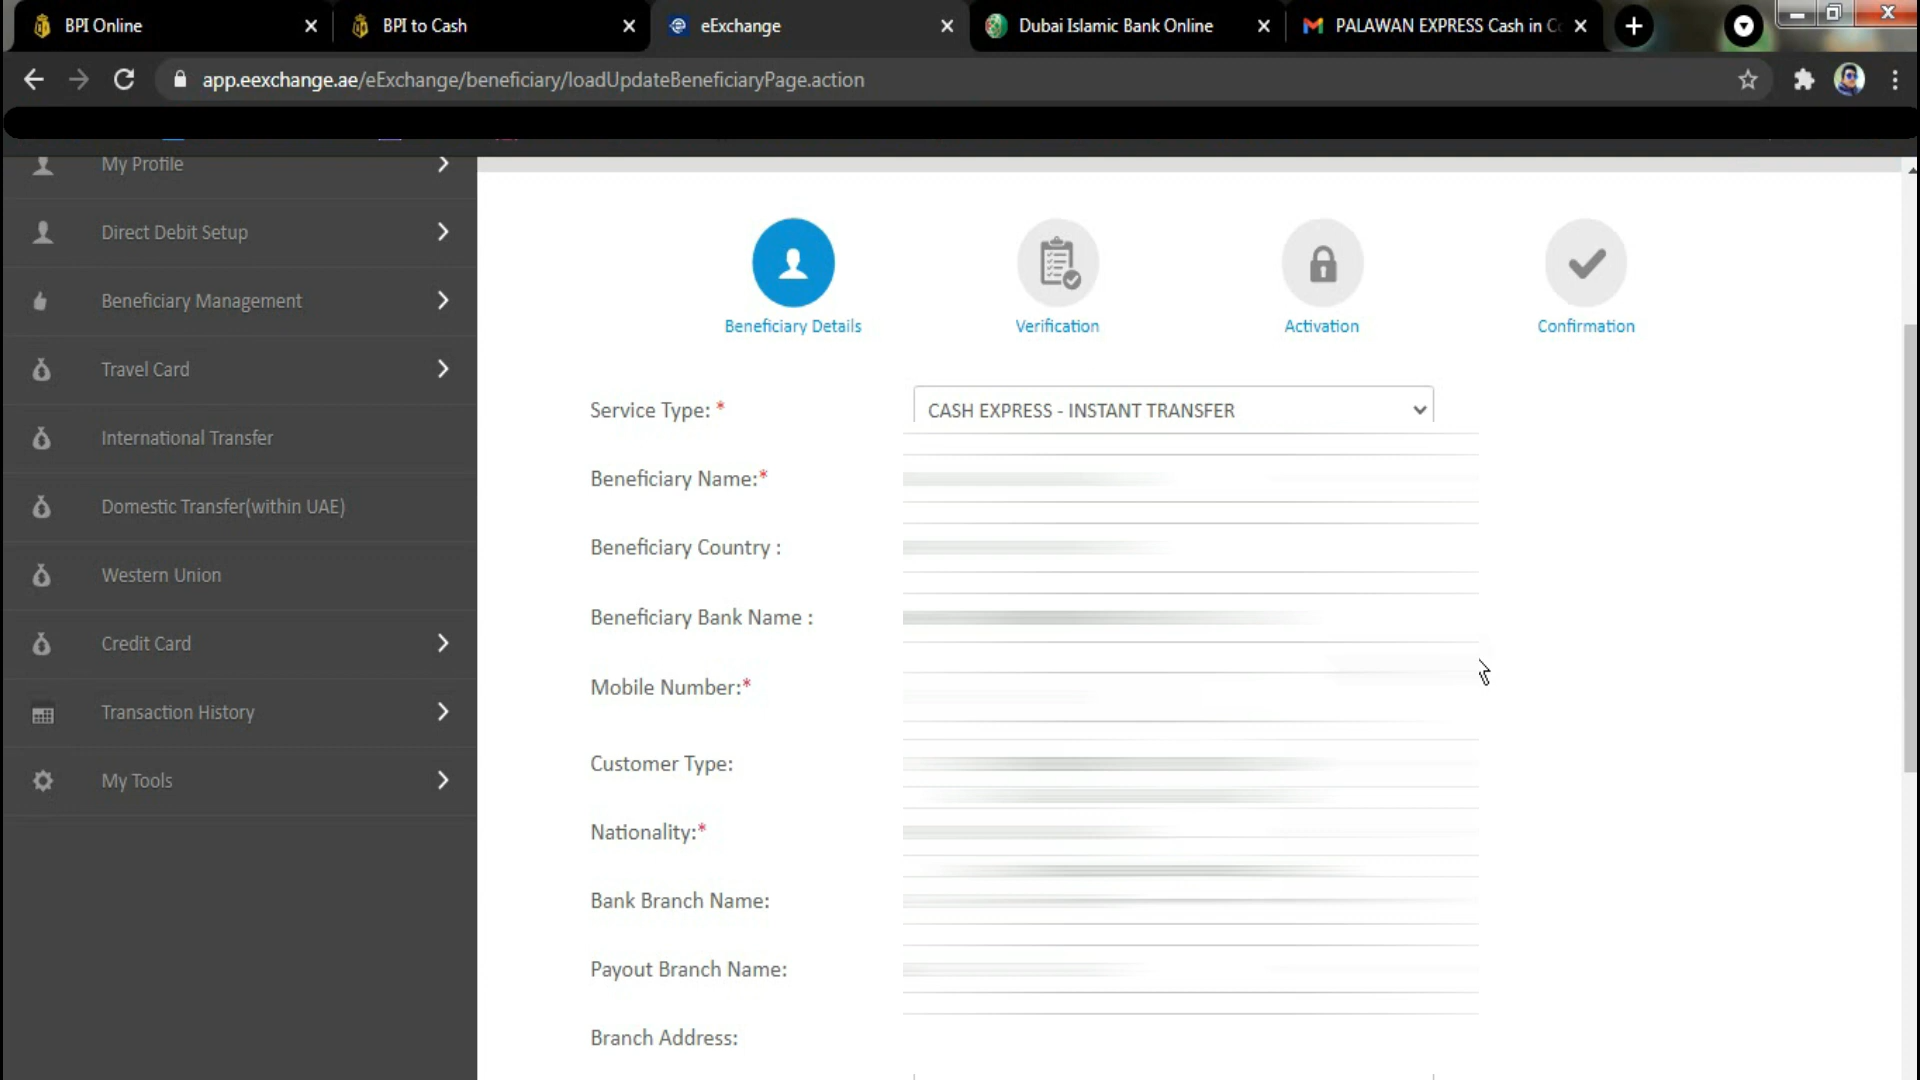 BPI Online
BPI to Cash
eExchange
Dubai Islamic Bank Online
PALAWAN EXPRESS Cash in
app.eexchange.ae/eExchange/beneficiary/loadUpdateBeneficiaryPage.action
My Profile
Direct Debit Setup
Beneficiary Management
Travel Card
International Transfer
Domestic Transfer(within UAE)
Western Union
Credit Card
Transaction History
My Tools
Beneficiary Details
Verification
Activation
Confirmation
Service Type: *
CASH EXPRESS - INSTANT TRANSFER
Beneficiary Name:*
Beneficiary Country :
Beneficiary Bank Name :
Mobile Number:*
Customer Type:
Nationality:*
Bank Branch Name:
Payout Branch Name:
Branch Address: